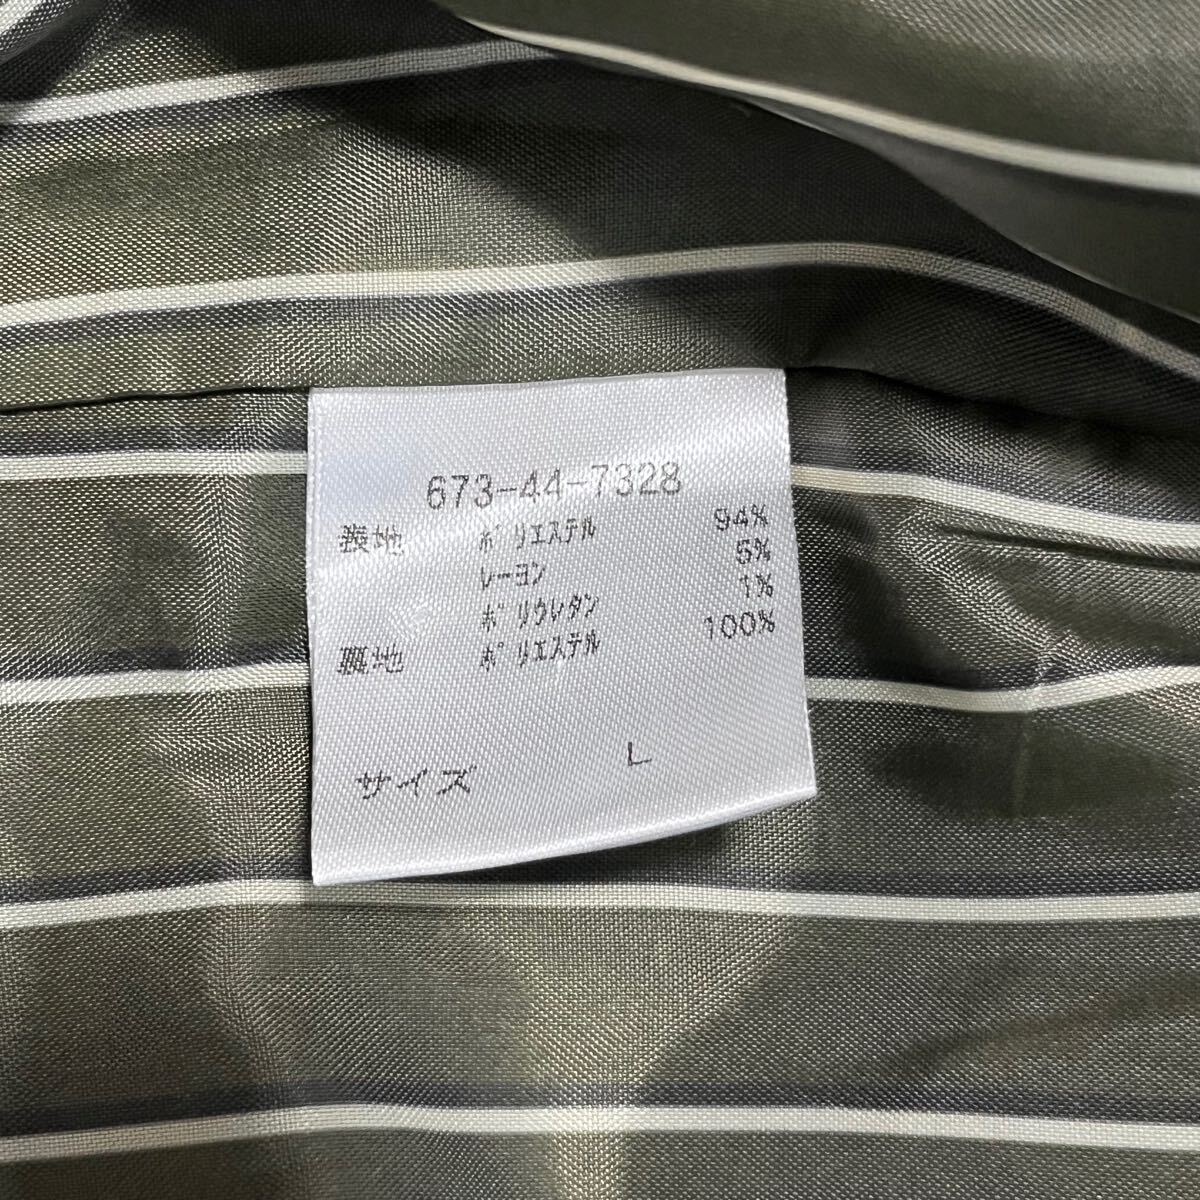 673-44-7328
表地 ポリエステル 94%
レーヨン 5%
ポリウレタン 1%
裏地 ポリエステル 100%
サイズ L